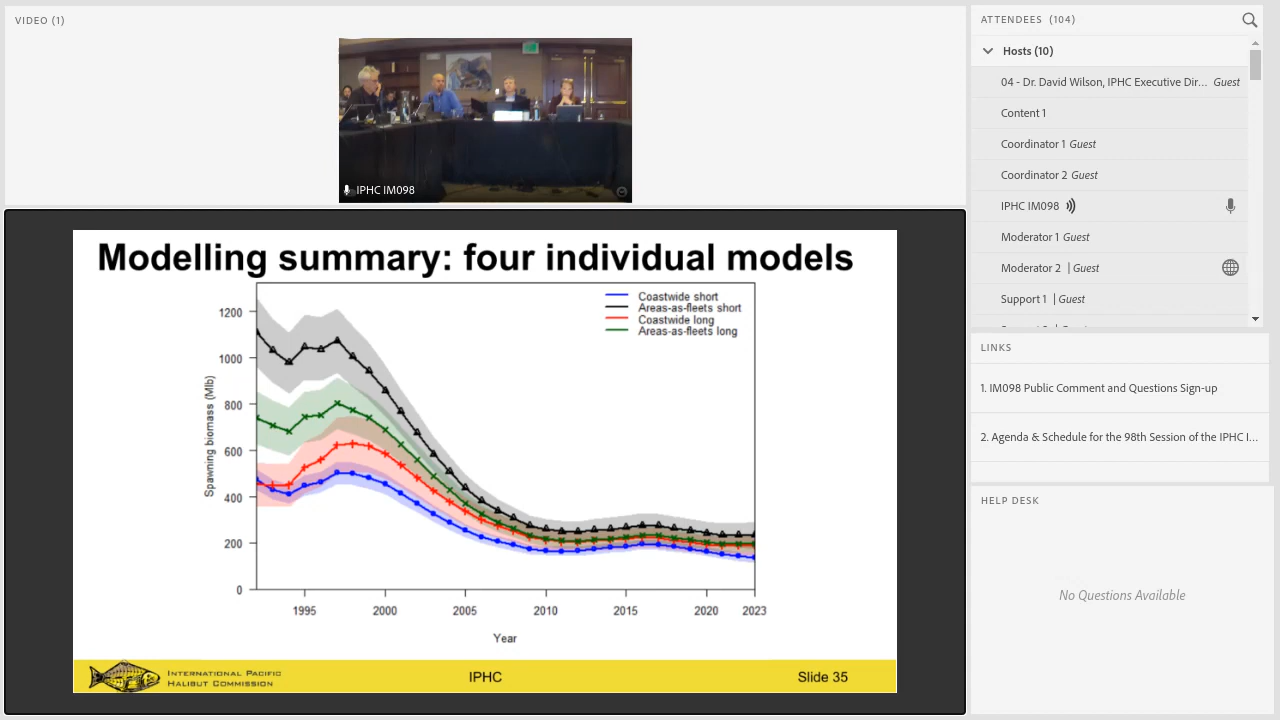 VIDEO (1)
IPHC IM098
Modelling summary: four individual models
Coastwide short
Areas-as-fleets short
Coastwide long
Areas-as-fleets long
1200
1000
800
600
400
200
0
Spawning biomass (Mlb)
1995
2000
2005
2010
2015
2020
2023
Year
INTERNATIONAL PACIFIC
HALIBUT COMMISSION
IPHC
Slide 35
ATTENDEES (104)
Hosts (10)
04 - Dr. David Wilson, IPHC Executive Dir... Guest
Content 1
Coordinator 1 Guest
Coordinator 2 Guest
IPHC IM098
Moderator 1 Guest
Moderator 2 | Guest
Support 1 | Guest
LINKS
1. IM098 Public Comment and Questions Sign-up
2. Agenda & Schedule for the 98th Session of the IPHC I...
HELP DESK
No Questions Available